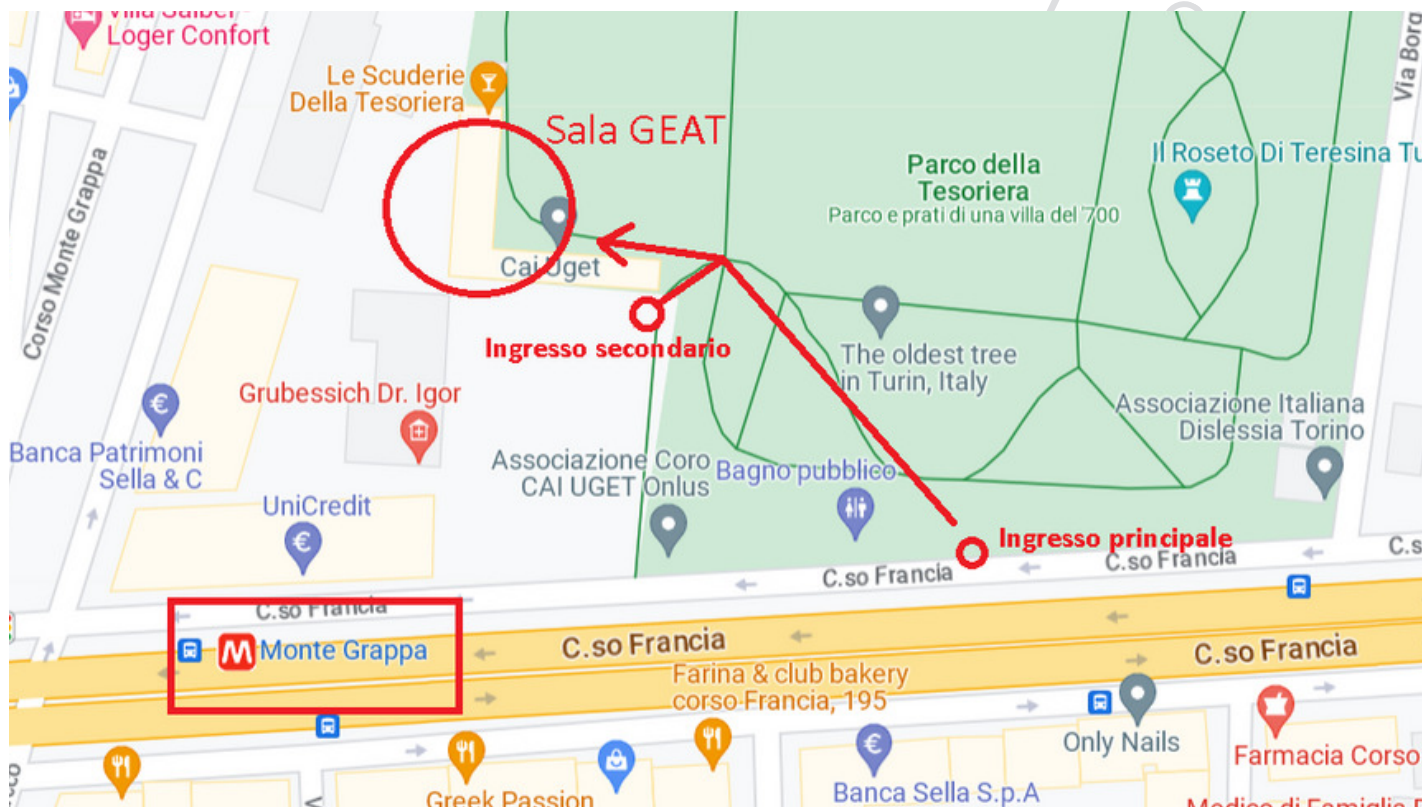 Villa Salber -
Loger Confort
Le Scuderie
Della Tesoriera
Sala GEAT
Parco della
Tesoriera
Parco e prati di una villa del '700
Il Roseto Di Teresina Tu
Via Borg
Corso Monte Grappa
Cai Uget
Ingresso secondario
The oldest tree
in Turin, Italy
Grubessich Dr. Igor
Associazione Italiana
Dislessia Torino
Banca Patrimoni
Sella & C
Associazione Coro
CAI UGET Onlus
Bagno pubblico
UniCredit
Ingresso principale
C.so Francia
C.so Francia
C.s
C.so Francia
M Monte Grappa
C.so Francia
C.so Francia
Farina & club bakery
corso Francia, 195
Only Nails
Farmacia Corso
Greek Passion
Banca Sella S.p.A
Medico di Famiglia